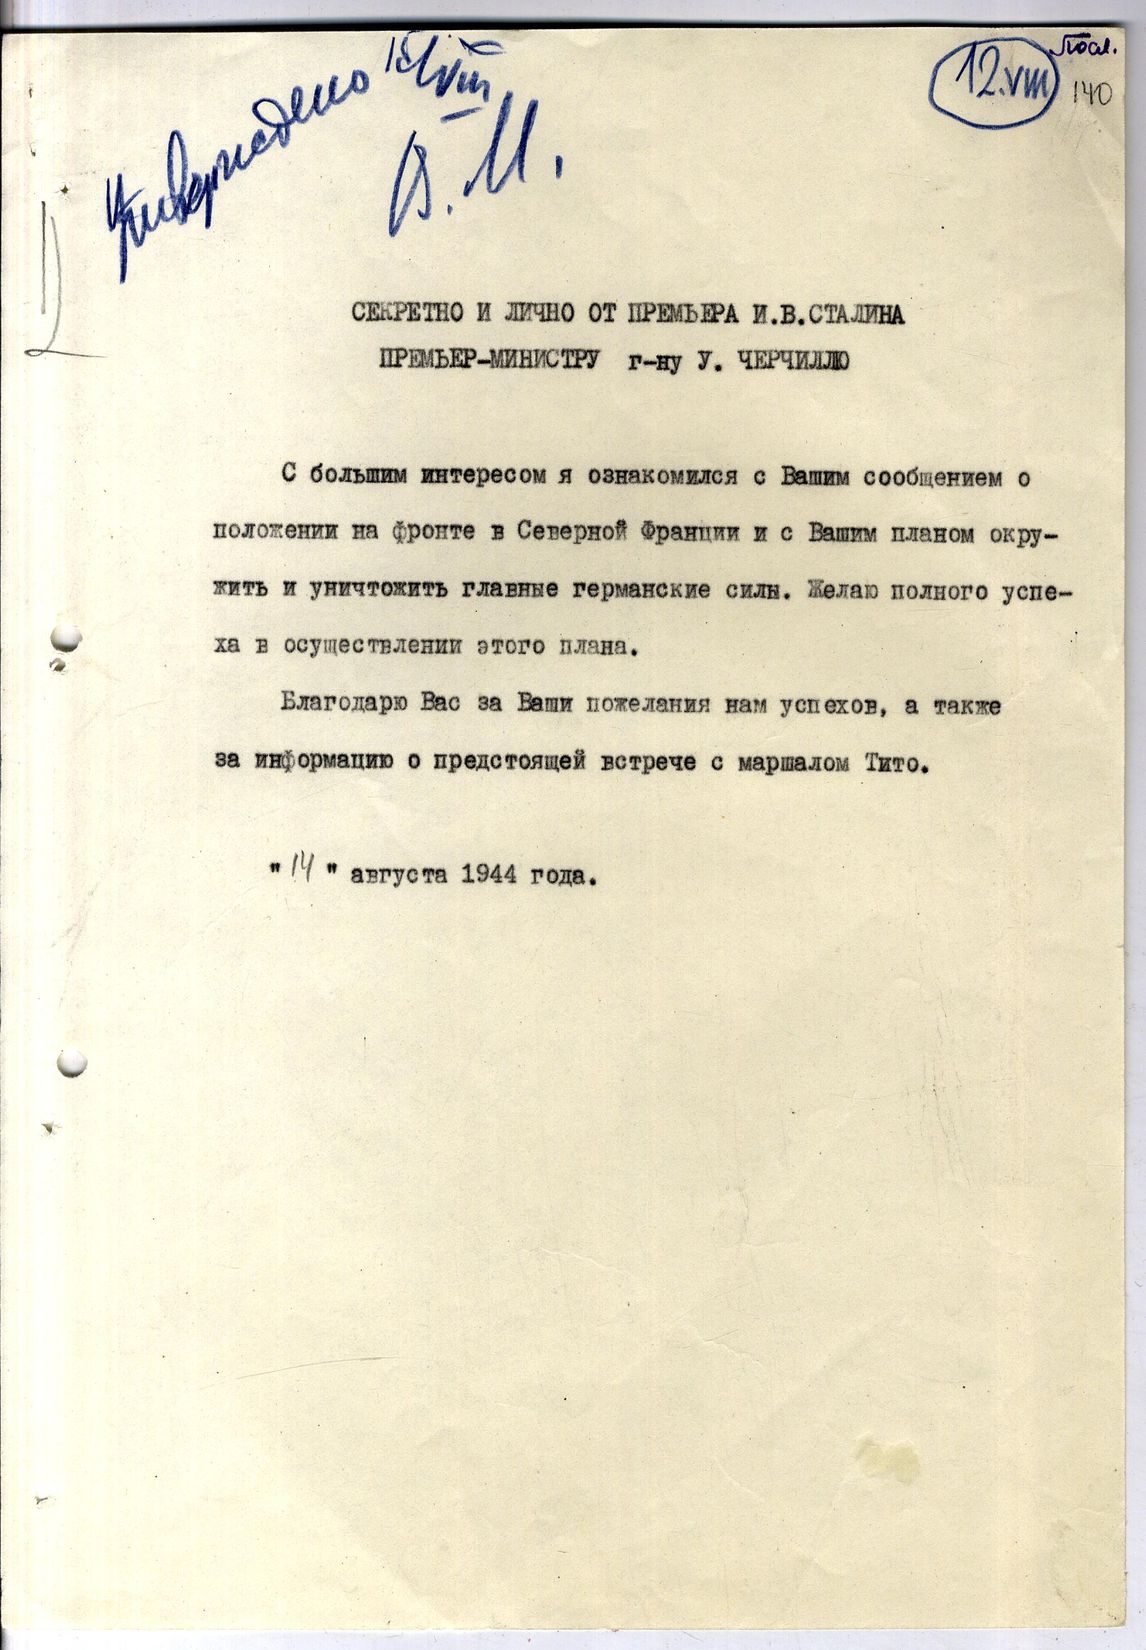 12.VIII
Посл.
140
Утверждено
В. М.
СЕКРЕТНО И ЛИЧНО ОТ ПРЕМЬЕРА И.В.СТАЛИНА
ПРЕМЬЕР-МИНИСТРУ г-ну У. ЧЕРЧИЛЛЮ
С большим интересом я ознакомился с Вашим сообщением о
положении на фронте в Северной Франции и с Вашим планом окру-
жить и уничтожить главные германские силы. Желаю полного успе-
ха в осуществлении этого плана.
Благодарю Вас за Ваши пожелания нам успехов, а также
за информацию о предстоящей встрече с маршалом Тито.
"14" августа 1944 года.